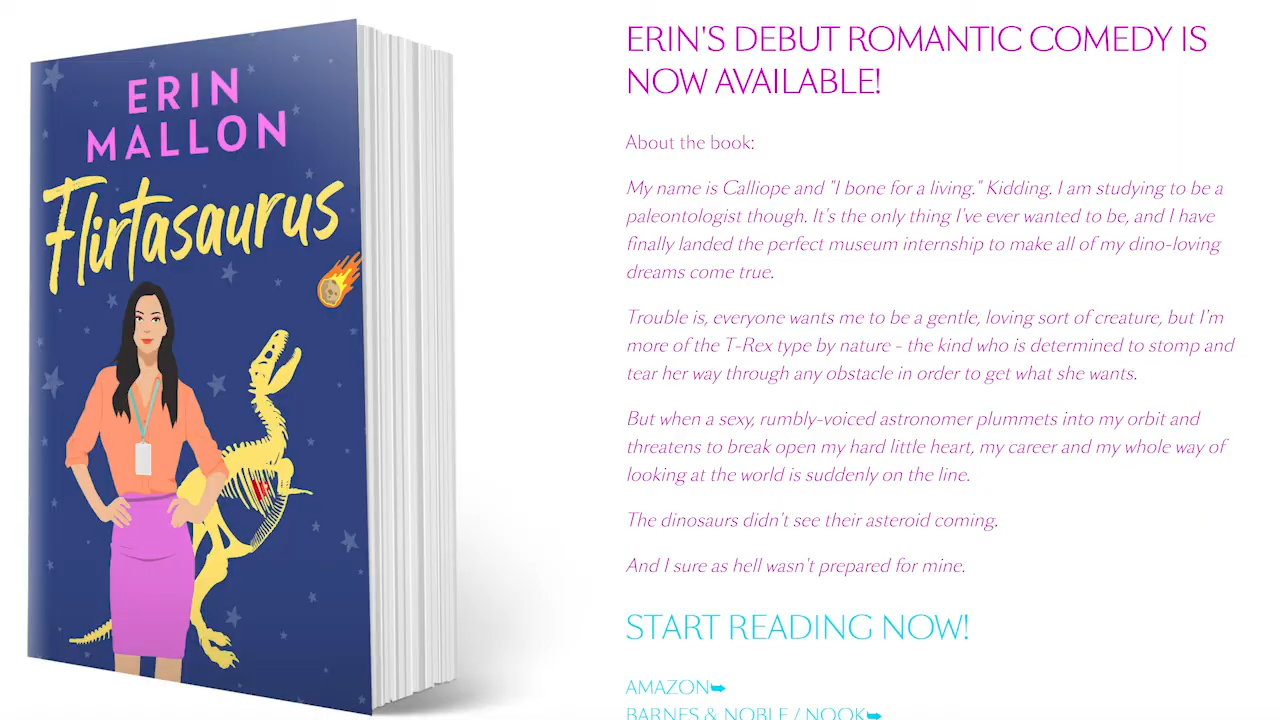 ERIN
MALLON
Flirtasaurus
ERIN'S DEBUT ROMANTIC COMEDY IS
NOW AVAILABLE!
About the book:
My name is Calliope and "I bone for a living." Kidding. I am studying to be a
paleontologist though. It's the only thing I've ever wanted to be, and I have
finally landed the perfect museum internship to make all of my dino-loving
dreams come true.
Trouble is, everyone wants me to be a gentle, loving sort of creature, but I'm
more of the T-Rex type by nature - the kind who is determined to stomp and
tear her way through any obstacle in order to get what she wants.
But when a sexy, rumbly-voiced astronomer plummets into my orbit and
threatens to break open my hard little heart, my career and my whole way of
looking at the world is suddenly on the line.
The dinosaurs didn't see their asteroid coming.
And I sure as hell wasn't prepared for mine.
START READING NOW!
AMAZON➥
BARNES & NOBLE / NOOK➥